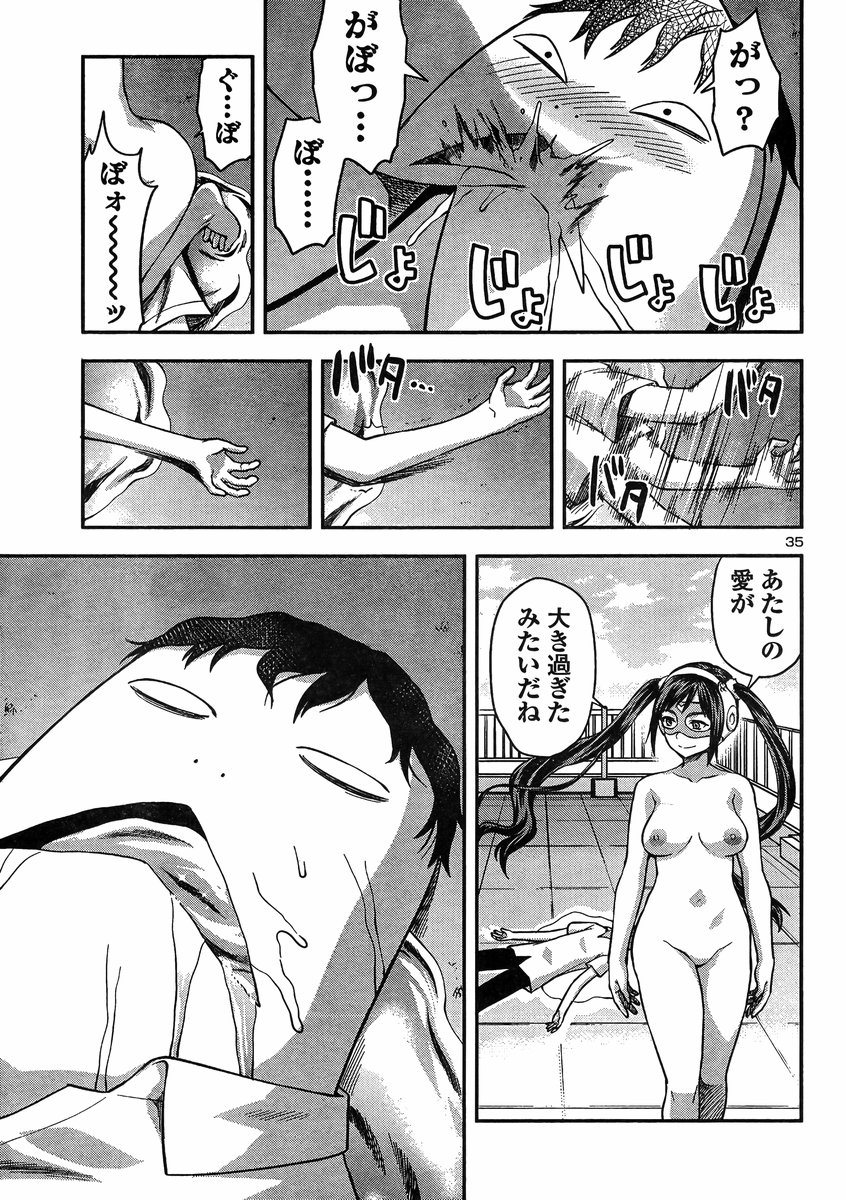 がっ？
がぼっ…
ぼ……
じょ
じょ
じょ
じょ
ぐ…ぼ
ぼォ〜〜〜〜ッ
バタ
バタ
バタ…
35
あたしの
愛が
大き過ぎた
みたいだね